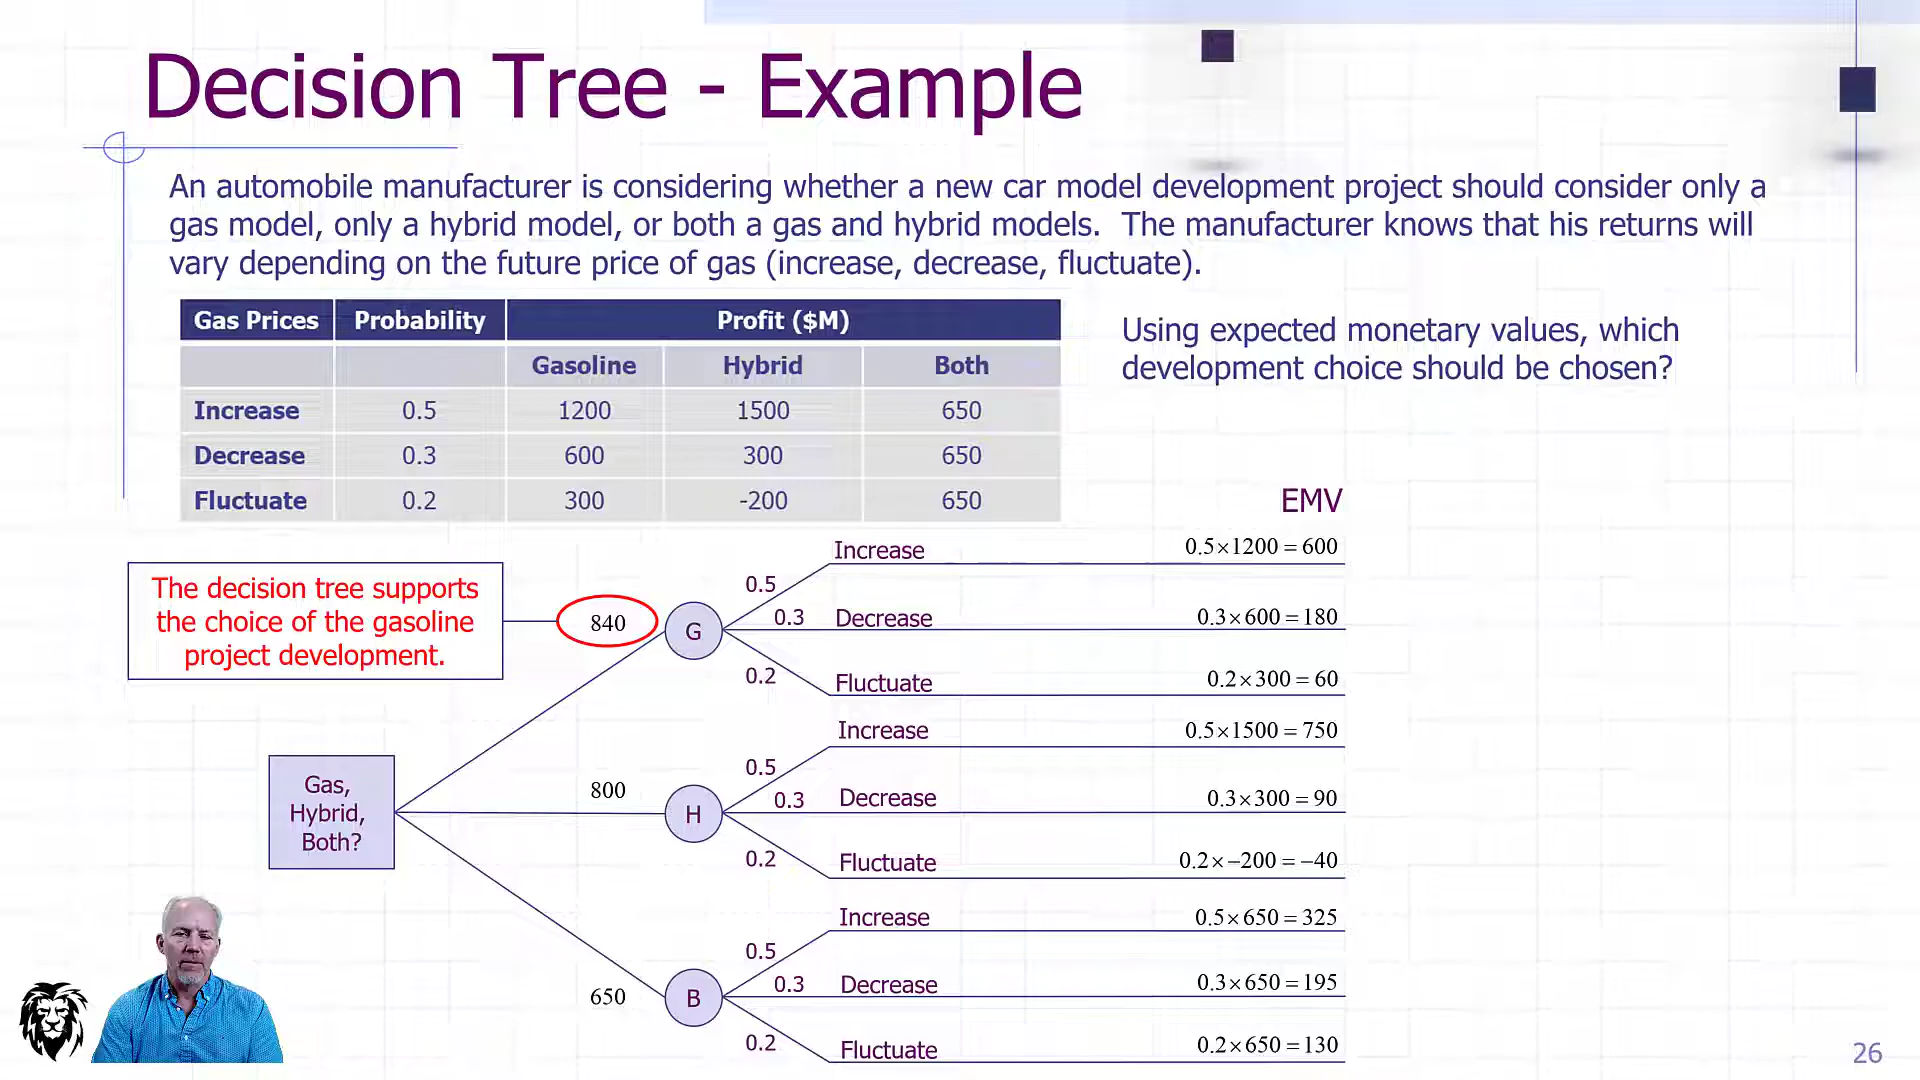 Decision Tree - Example
An automobile manufacturer is considering whether a new car model development project should consider only a
gas model, only a hybrid model, or both a gas and hybrid models.  The manufacturer knows that his returns will
vary depending on the future price of gas (increase, decrease, fluctuate).
Gas Prices Probability Profit ($M)
Gasoline Hybrid Both
Increase 0.5 1200 1500 650
Decrease 0.3 600 300 650
Fluctuate 0.2 300 -200 650
Using expected monetary values, which
development choice should be chosen?
EMV
The decision tree supports
the choice of the gasoline
project development.
840
G
0.5 Increase 0.5×1200 = 600
0.3 Decrease 0.3×600 = 180
0.2 Fluctuate 0.2×300 = 60
Gas,
Hybrid,
Both?
800
H
0.5 Increase 0.5×1500 = 750
0.3 Decrease 0.3×300 = 90
0.2 Fluctuate 0.2×−200 = −40
650
B
0.5 Increase 0.5×650 = 325
0.3 Decrease 0.3×650 = 195
0.2 Fluctuate 0.2×650 = 130
26